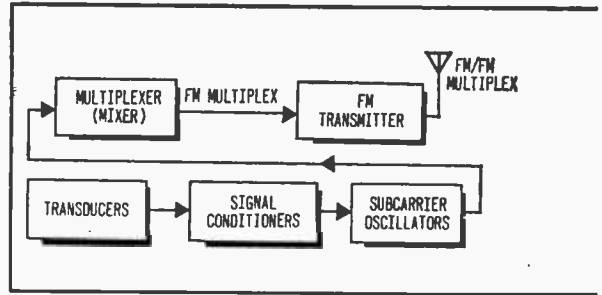 FM/FM
MULTIPLEX
MULTIPLEXER
(MIXER)
FM MULTIPLEX
FM
TRANSMITTER
TRANSDUCERS
SIGNAL
CONDITIONERS
SUBCARRIER
OSCILLATORS